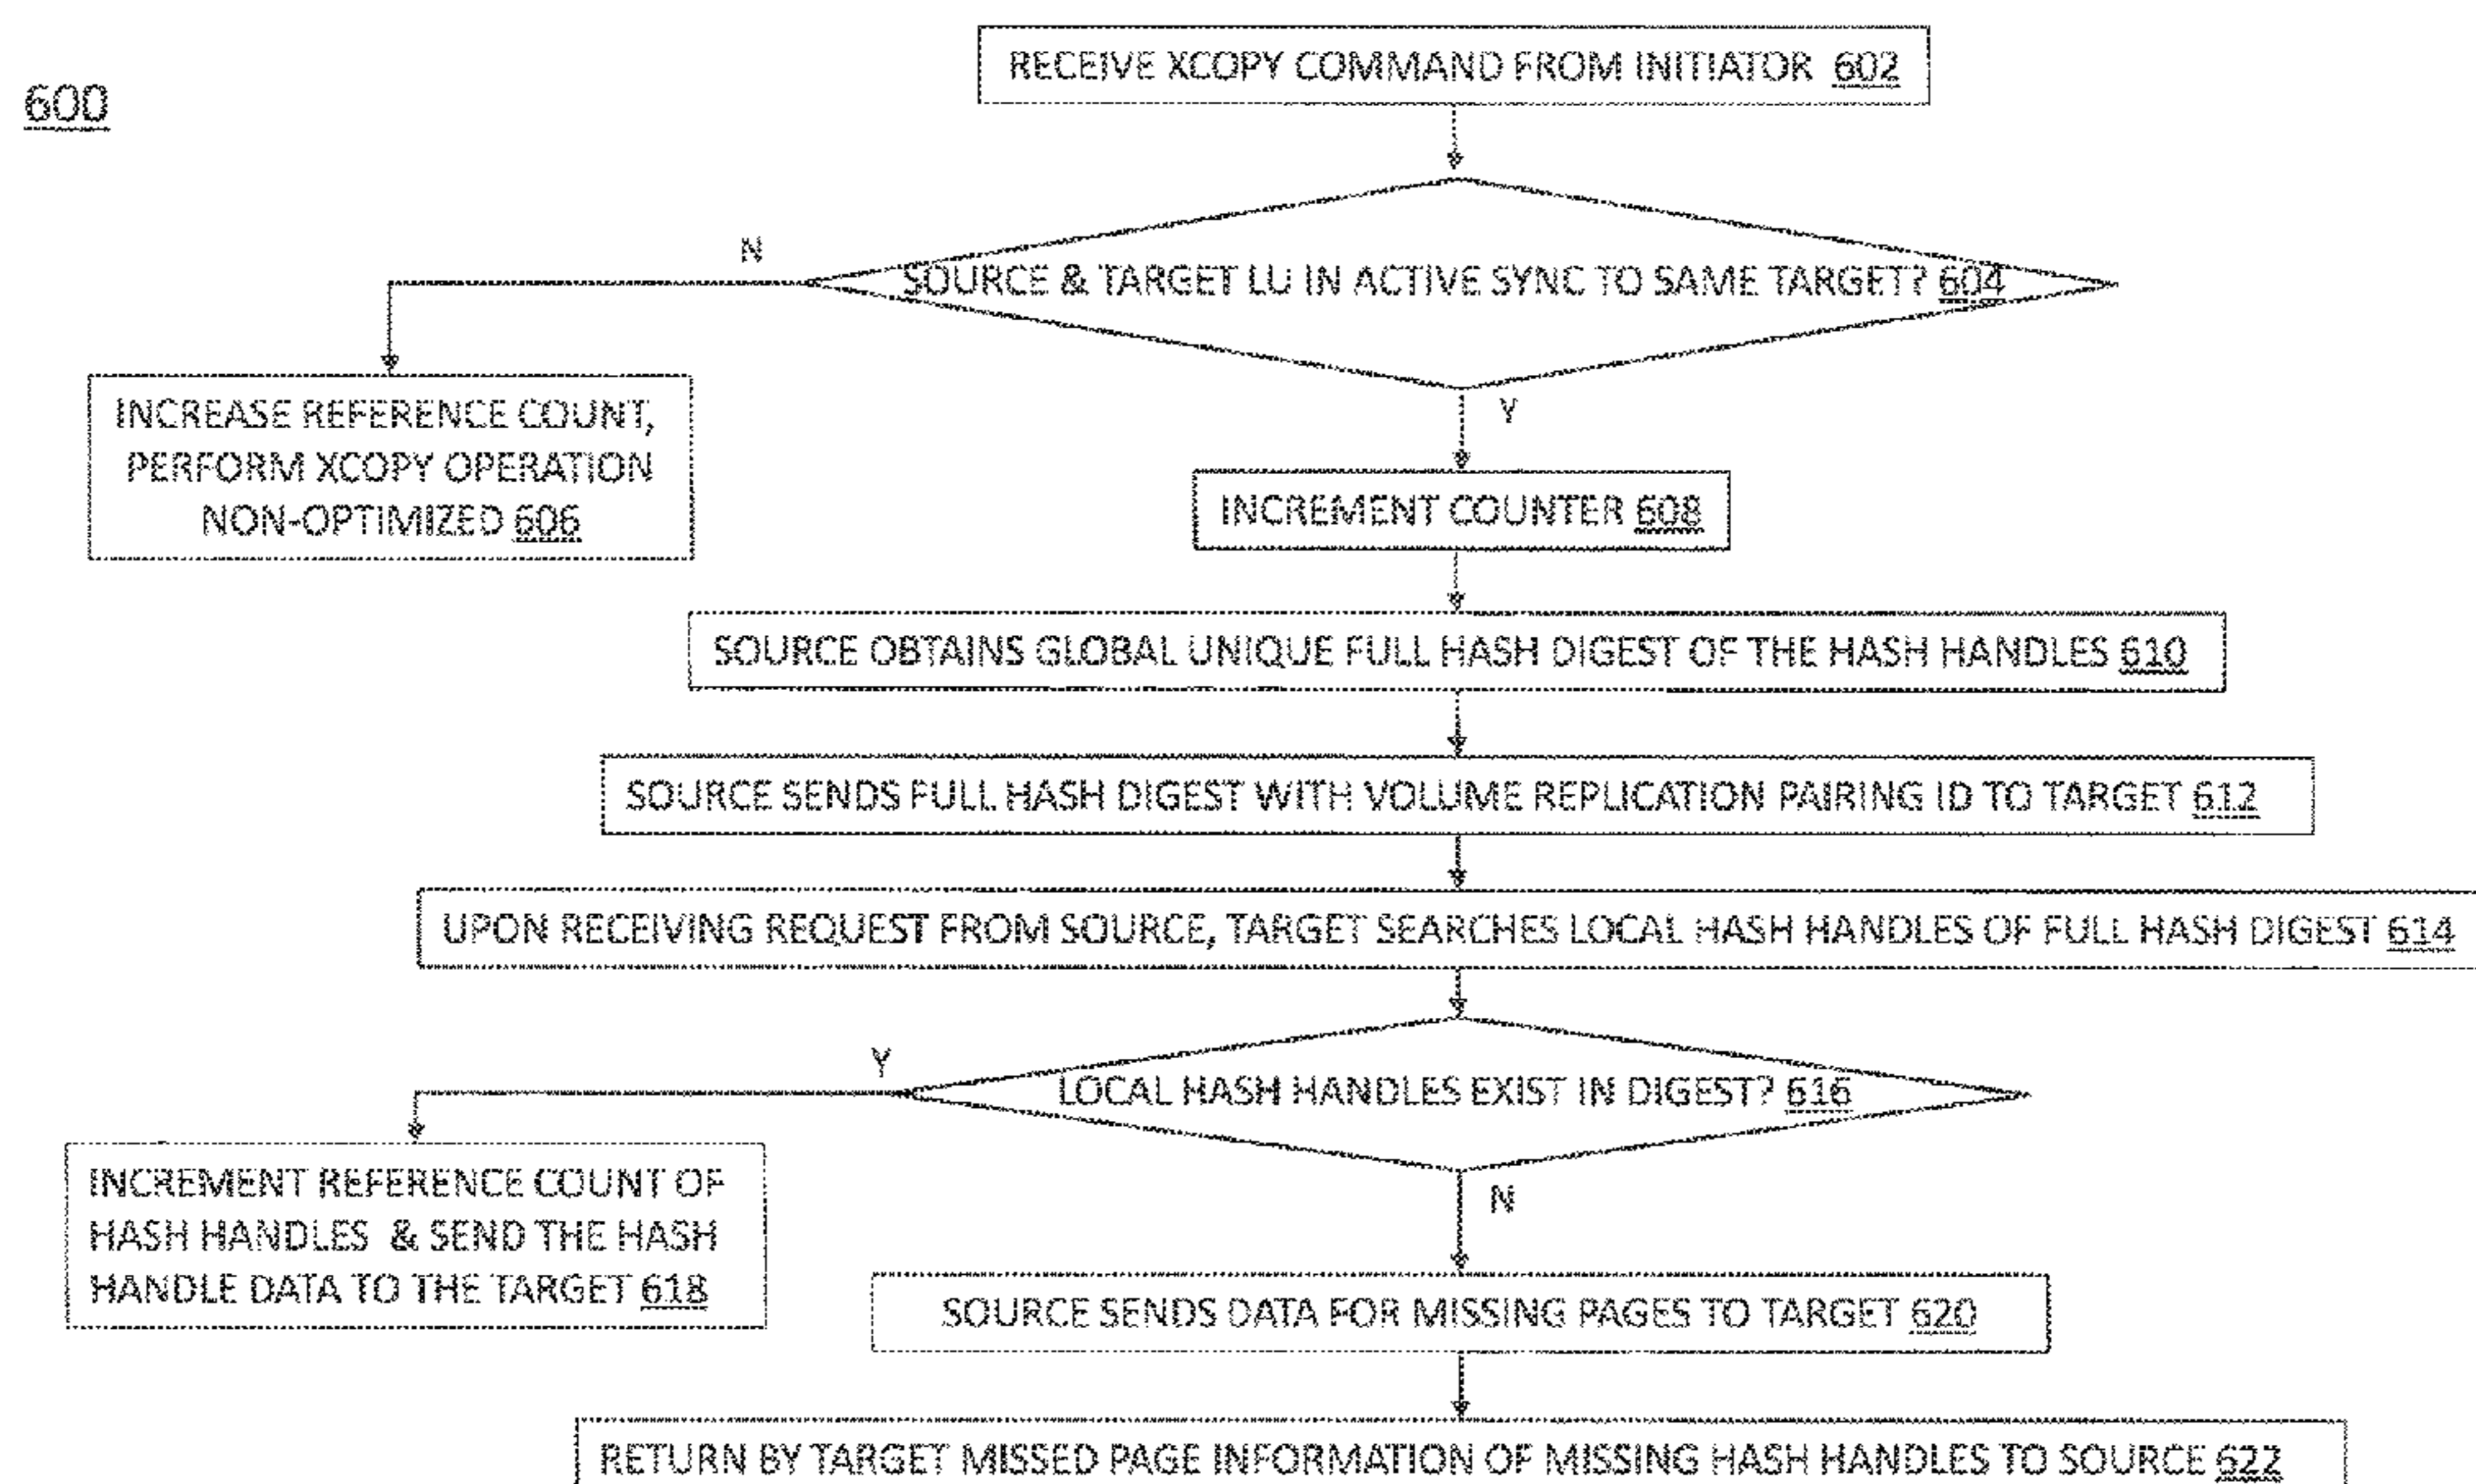 RECEIVE XCOPY COMMAND FROM INITIATOR 602
600
N
SOURCE & TARGET LU IN ACTIVE SYNC TO SAME TARGET? 604
INCREASE REFERENCE COUNT,
PERFORM XCOPY OPERATION
NON-OPTIMIZED 606
Y
INCREMENT COUNTER 608
SOURCE OBTAINS GLOBAL UNIQUE FULL HASH DIGEST OF THE HASH HANDLES 610
SOURCE SENDS FULL HASH DIGEST WITH VOLUME REPLICATION PAIRING ID TO TARGET 612
UPON RECEIVING REQUEST FROM SOURCE, TARGET SEARCHES LOCAL HASH HANDLES OF FULL HASH DIGEST 614
Y
LOCAL HASH HANDLES EXIST IN DIGEST? 616
INCREMENT REFERENCE COUNT OF
HASH HANDLES & SEND THE HASH
HANDLE DATA TO THE TARGET 618
N
SOURCE SENDS DATA FOR MISSING PAGES TO TARGET 620
RETURN BY TARGET MISSED PAGE INFORMATION OF MISSING HASH HANDLES TO SOURCE 622